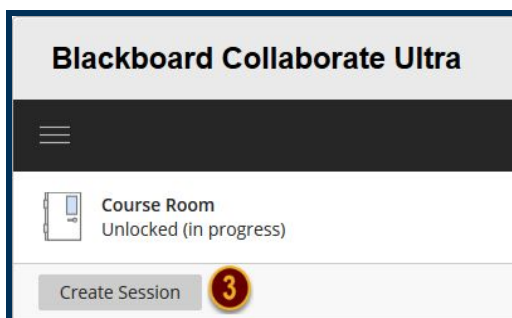 Blackboard Collaborate Ultra
Course Room
Unlocked (in progress)
Create Session 3